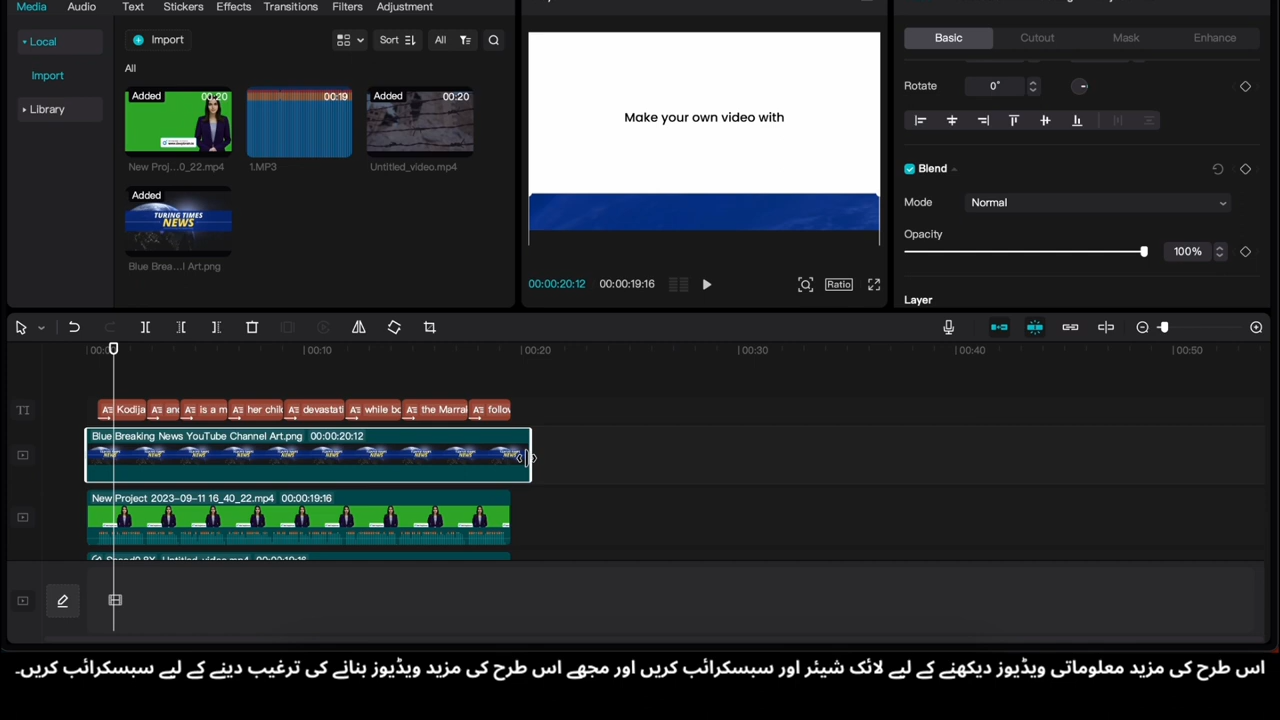 Media Audio Text Stickers Effects Transitions Filters Adjustment
Local
Import
Library
Import
Sort
All
All
Added 00:20
New Proj...0_22.mp4
00:19
1.MP3
Added 00:20
Untitled_video.mp4
Added
TURING TIMES
NEWS
Blue Brea...l Art.png
Make your own video with
00:00:20:12 00:00:19:16
Ratio
Basic Cutout Mask Enhance
Rotate 0°
Blend
Mode Normal
Opacity
100%
Layer
00:10 00:20 00:30 00:40 00:50
Kodija and is a m her chil devastati while bo the Marral follov
Blue Breaking News YouTube Channel Art.png 00:00:20:12
New Project 2023-09-11 16_40_22.mp4 00:00:19:16
Speed0.8X Untitled_video.mp4 00:00:19:16
اس طرح کی مزید معلوماتی ویڈیوز دیکھنے کے لیے لائک شیئر اور سبسکرائب کریں اور مجھے اس طرح کی مزید ویڈیوز بنانے کی ترغیب دینے کے لیے سبسکرائب کریں۔